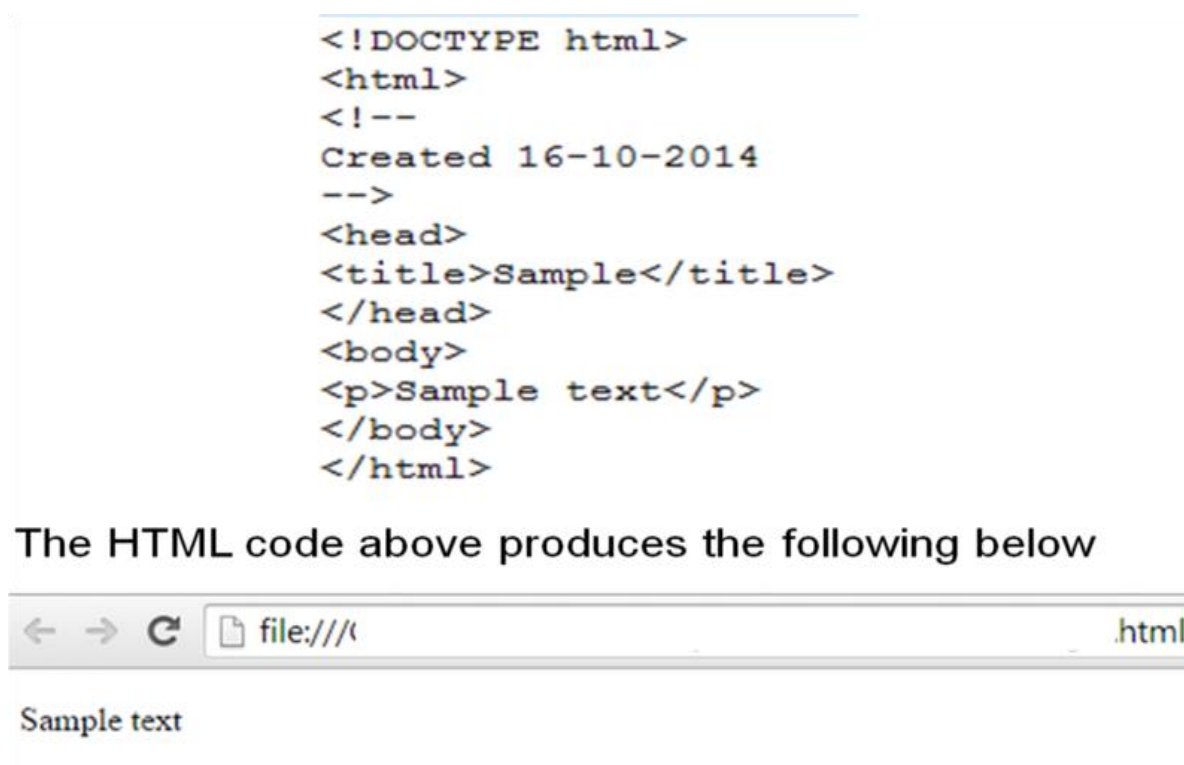 <!DOCTYPE html>
<html>
<!--
Created 16-10-2014
-->
<head>
<title>Sample</title>
</head>
<body>
<p>Sample text</p>
</body>
</html>
The HTML code above produces the following below
file:/// .html
Sample text